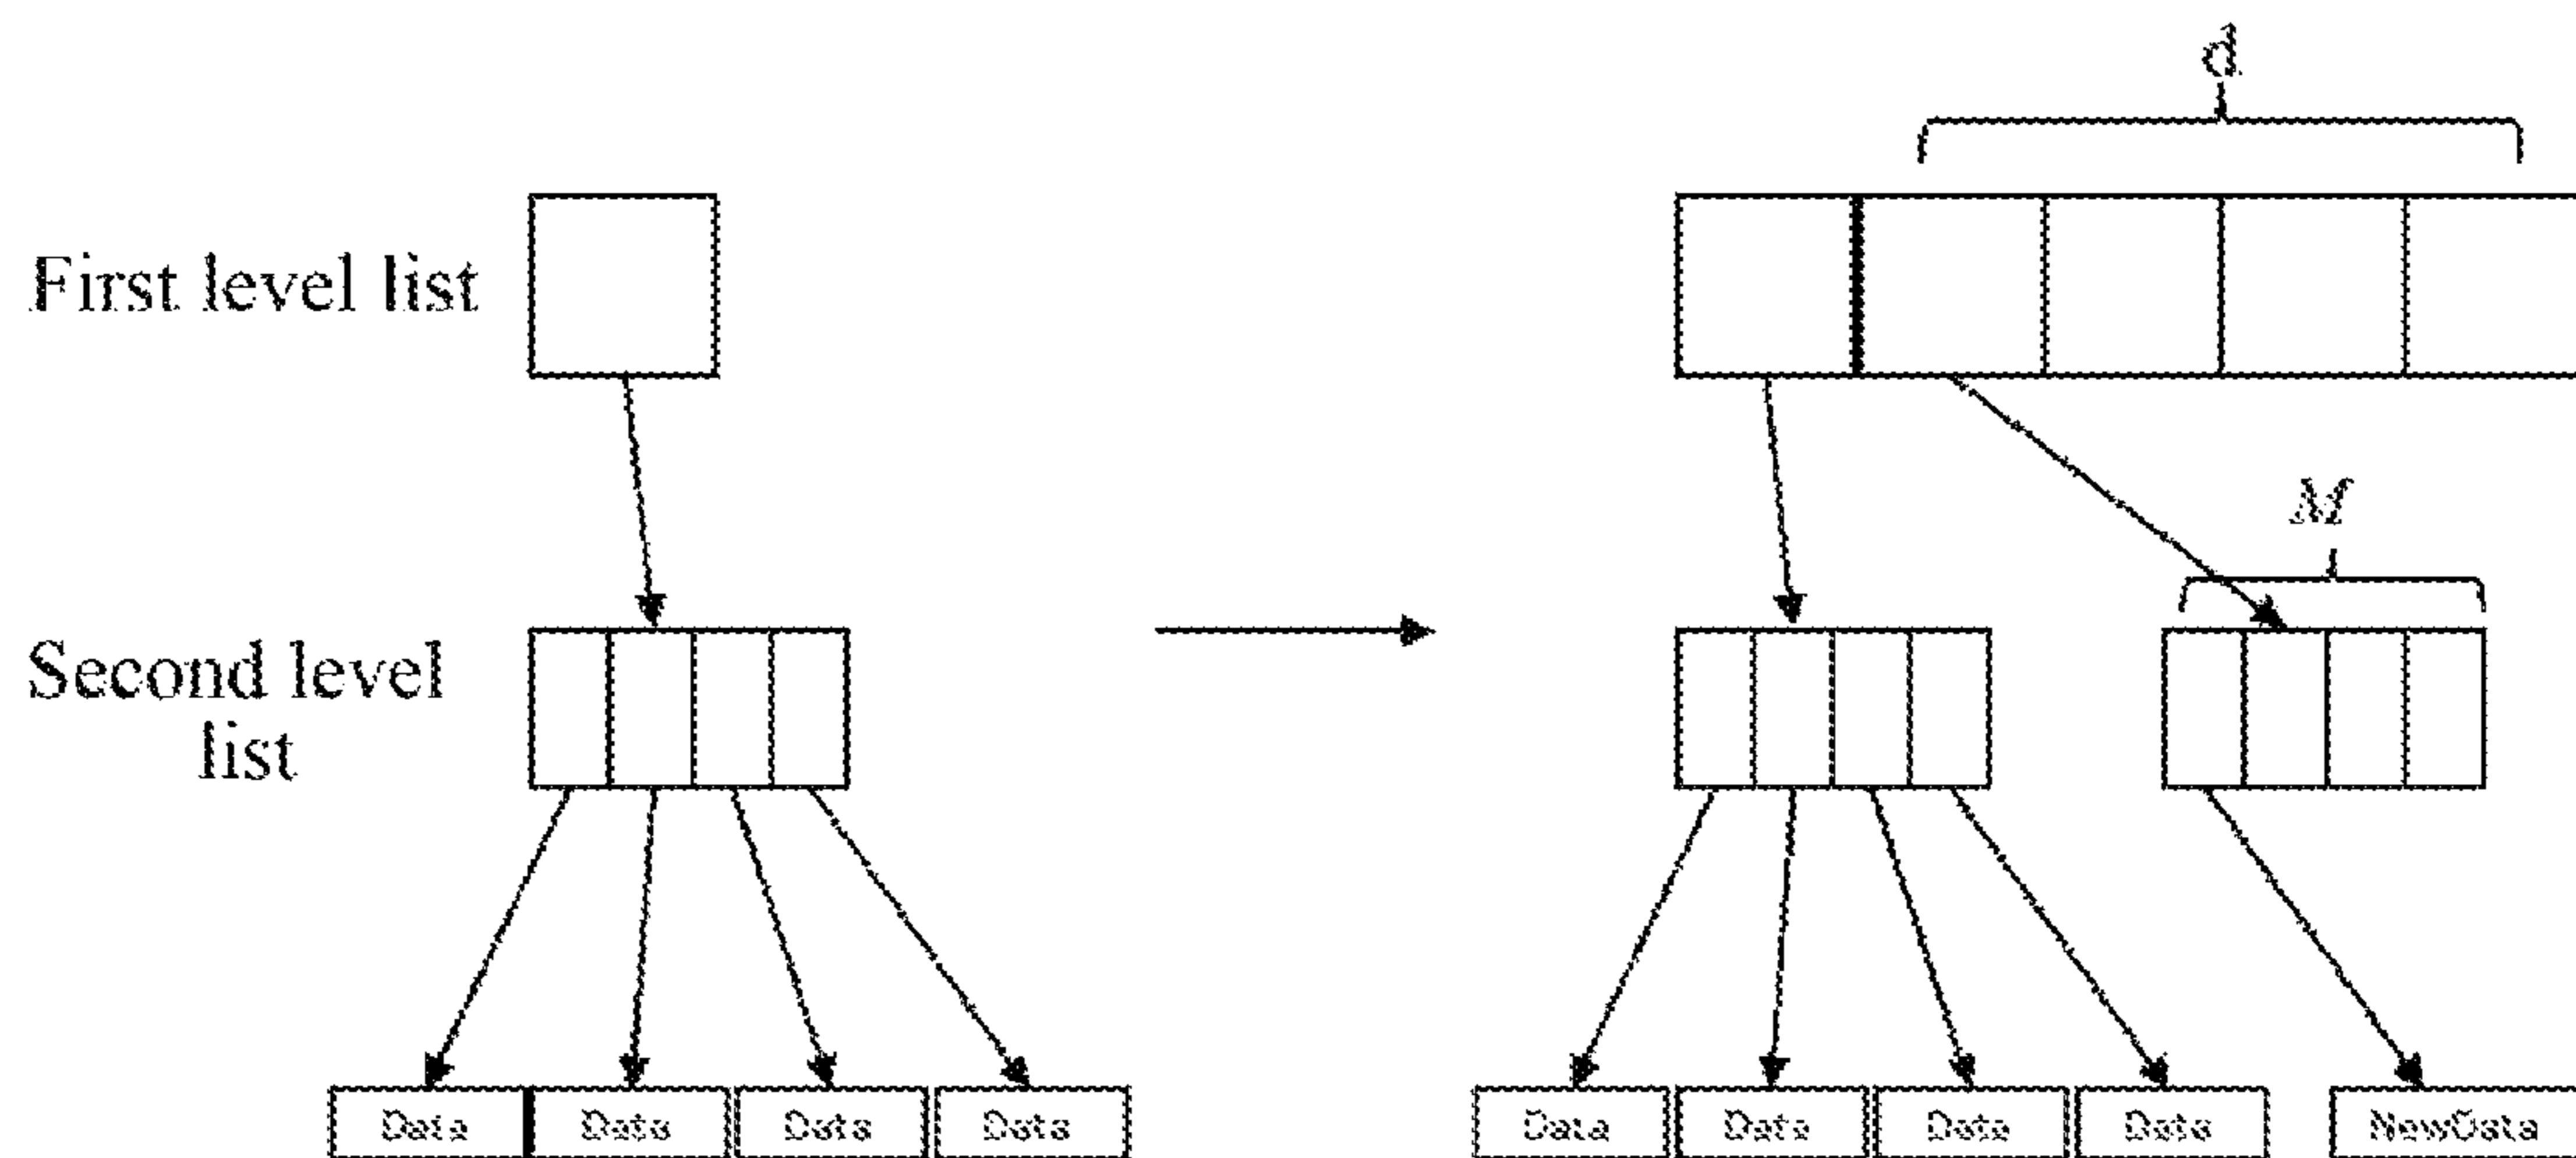 d
First level list
M
Second level
list
Data Data Data Data Data Data Data Data NewData